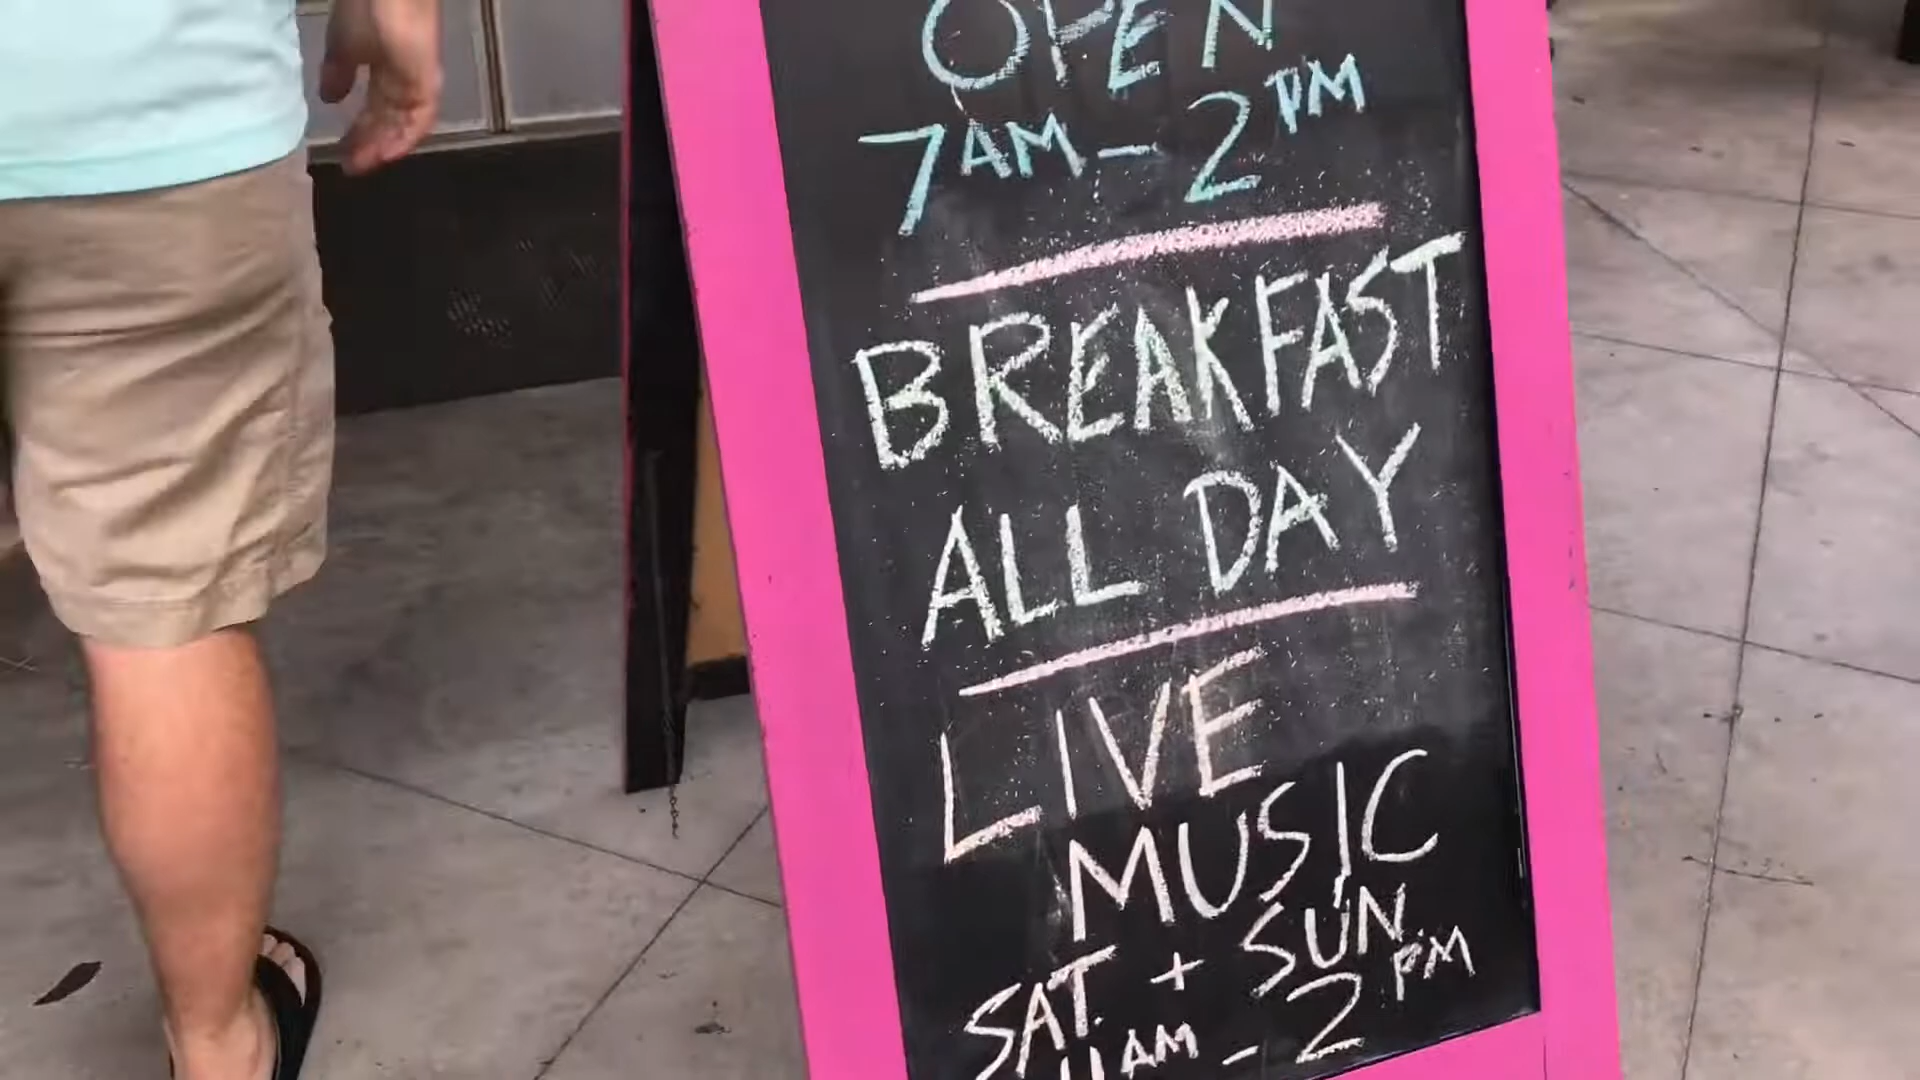 OPEN
7AM - 2PM
BREAKFAST
ALL DAY
LIVE
MUSIC
SAT. + SUN.
11AM - 2PM